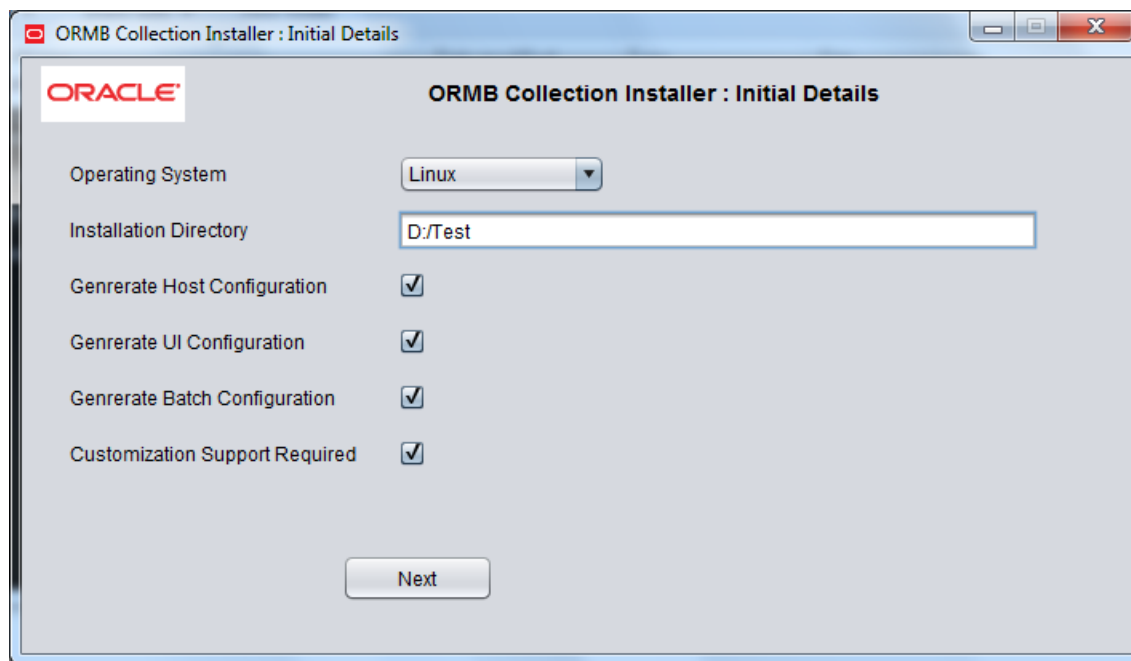 ORMB Collection Installer : Initial Details
ORACLE
ORMB Collection Installer : Initial Details
Operating System Linux
Installation Directory D:/Test
Genrerate Host Configuration
Genrerate UI Configuration
Genrerate Batch Configuration
Customization Support Required
Next